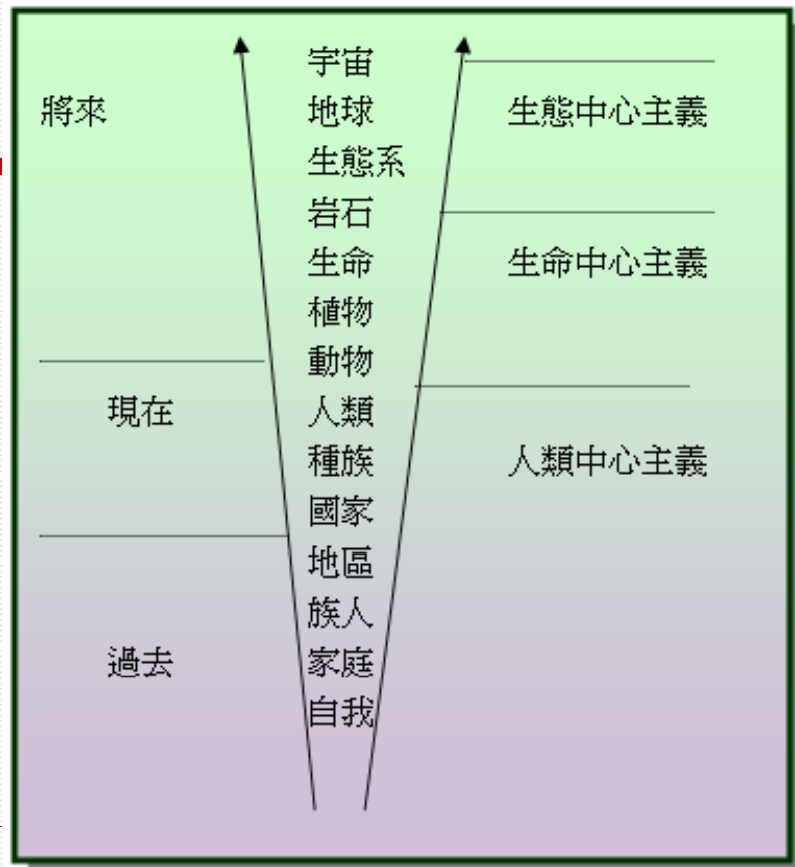 宇宙
將來 地球 生態中心主義
生態系
岩石
生命 生命中心主義
植物
動物
現在 人類
種族 人類中心主義
國家
地區
族人
過去 家庭
自我